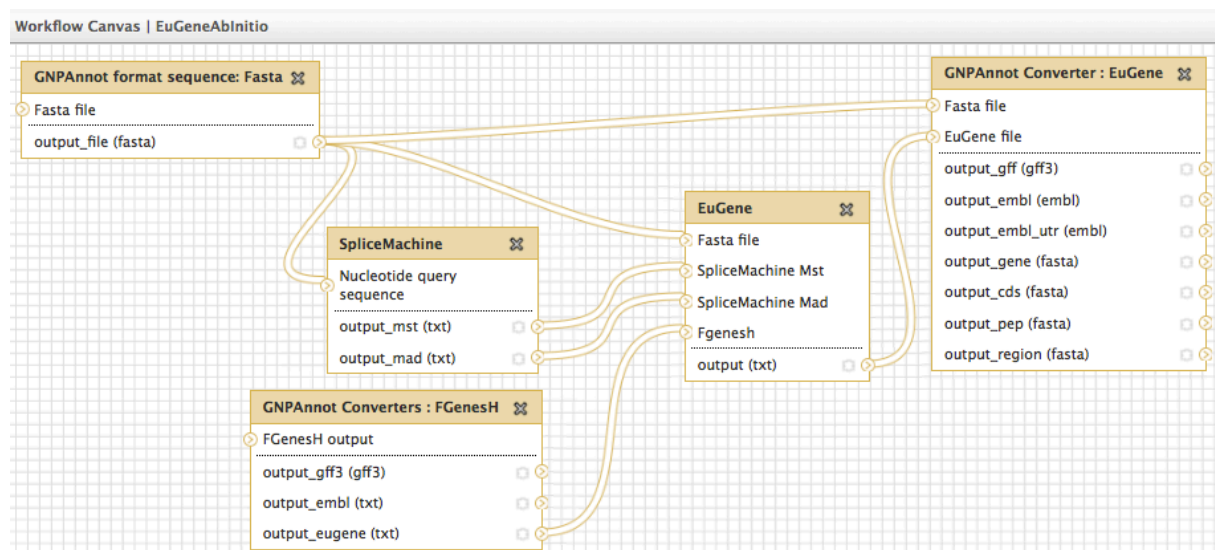 Workflow Canvas | EuGeneAbInitio
GNPAnnot format sequence: Fasta
Fasta file
output_file (fasta)
SpliceMachine
Nucleotide query
sequence
output_mst (txt)
output_mad (txt)
GNPAnnot Converters : FGenesH
FGenesH output
output_gff3 (gff3)
output_embl (txt)
output_eugene (txt)
EuGene
Fasta file
SpliceMachine Mst
SpliceMachine Mad
Fgenesh
output (txt)
GNPAnnot Converter : EuGene
Fasta file
EuGene file
output_gff (gff3)
output_embl (embl)
output_embl_utr (embl)
output_gene (fasta)
output_cds (fasta)
output_pep (fasta)
output_region (fasta)